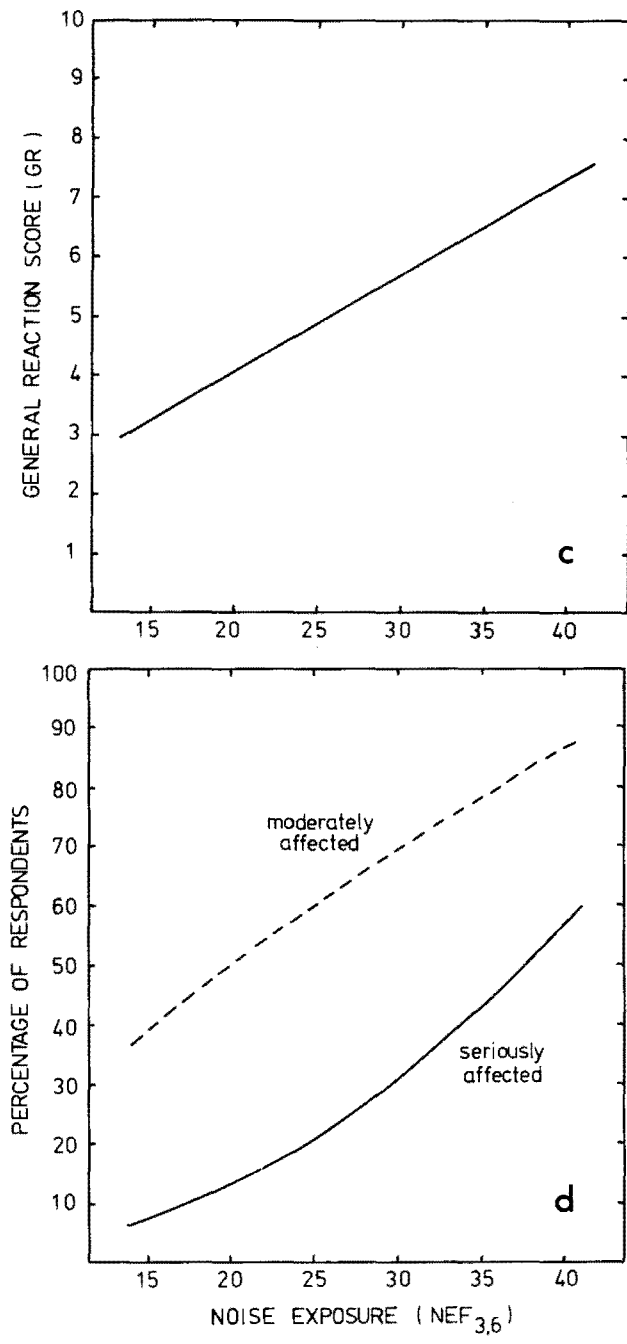 10
9
8
7
6
5
4
3
2
1
GENERAL REACTION SCORE (GR)
c
15 20 25 30 35 40
100
90
80
70
60
50
40
30
20
10
PERCENTAGE OF RESPONDENTS
moderately
affected
seriously
affected
d
15 20 25 30 35 40
NOISE EXPOSURE (NEF3,6)